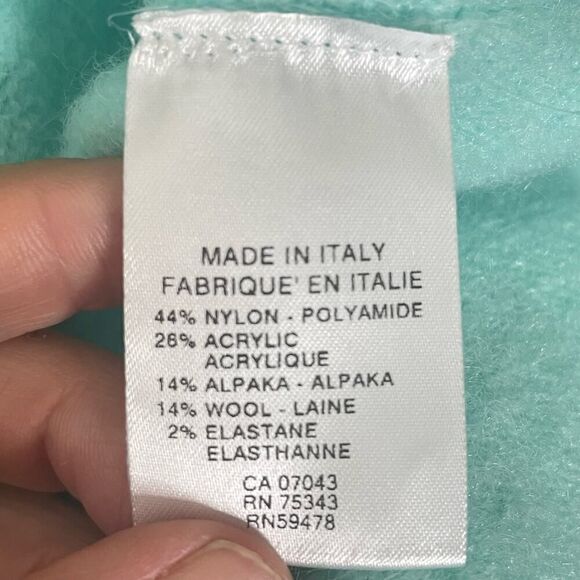 MADE IN ITALY
FABRIQUE' EN ITALIE
44% NYLON - POLYAMIDE
26% ACRYLIC
ACRYLIQUE
14% ALPAKA - ALPAKA
14% WOOL - LAINE
2% ELASTANE
ELASTHANNE
CA 07043
RN 75343
RN59478